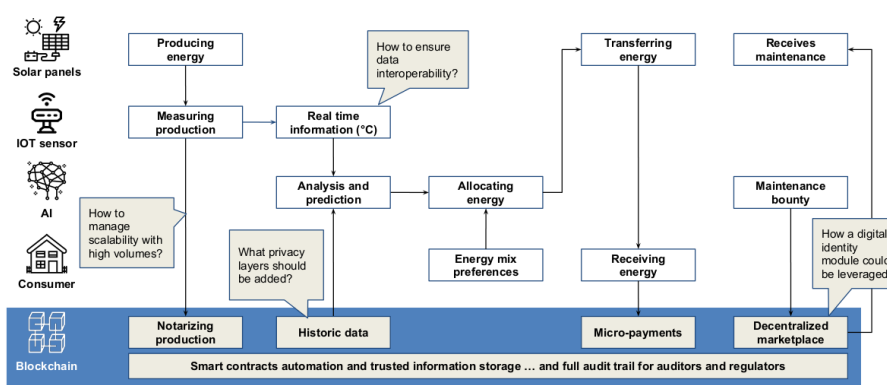 Solar panels
Producing
energy
How to ensure
data
interoperability?
Transferring
energy
Receives
maintenance
IOT sensor
Measuring
production
Real time
information (°C)
AI
How to
manage
scalability with
high volumes?
Analysis and
prediction
Allocating
energy
Maintenance
bounty
Consumer
What privacy
layers should
be added?
Energy mix
preferences
Receiving
energy
How a digital
identity
module could
be leveraged
Blockchain
Notarizing
production
Historic data
Micro-payments
Decentralized
marketplace
Smart contracts automation and trusted information storage … and full audit trail for auditors and regulators